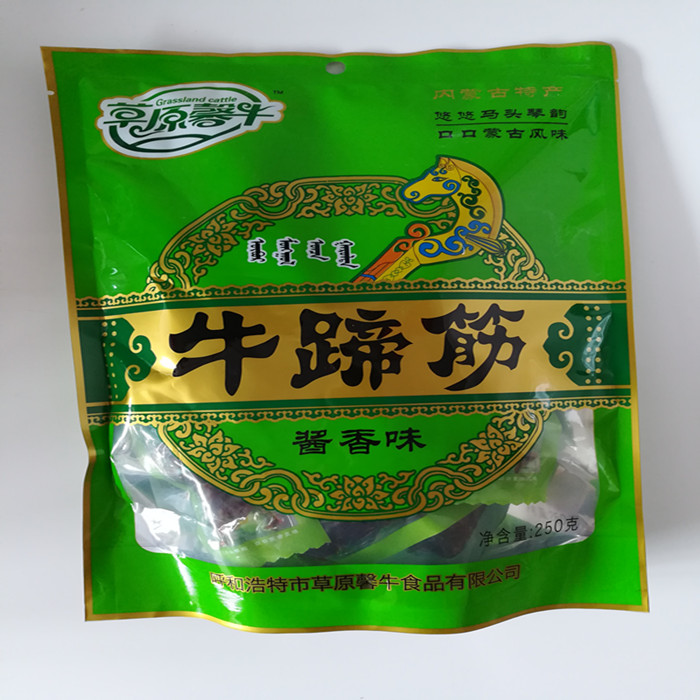 Grassland cattle
草原馨牛
TM
内蒙古特产
悠悠马头琴韵
口口蒙古风味
牛蹄筋
酱香味
净含量:250克
呼和浩特市草原馨牛食品有限公司